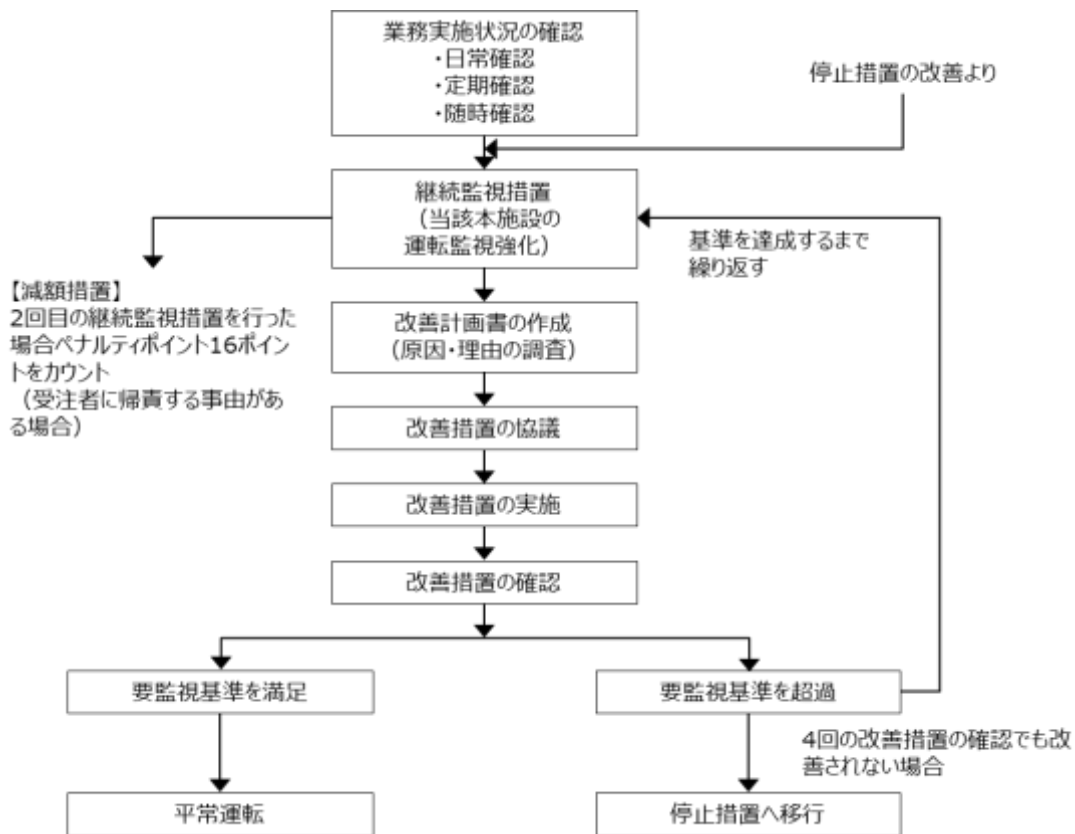 業務実施状況の確認
・日常確認
・定期確認
・随時確認
停止措置の改善より
継続監視措置
（当該本施設の
運転監視強化）
基準を達成するまで
繰り返す
【減額措置】
2回目の継続監視措置を行った
場合ペナルティポイント16ポイン
トをカウント
（受注者に帰責する事由があ
る場合）
改善計画書の作成
(原因・理由の調査)
改善措置の協議
改善措置の実施
改善措置の確認
要監視基準を満足
要監視基準を超過
4回の改善措置の確認でも改
善されない場合
平常運転
停止措置へ移行